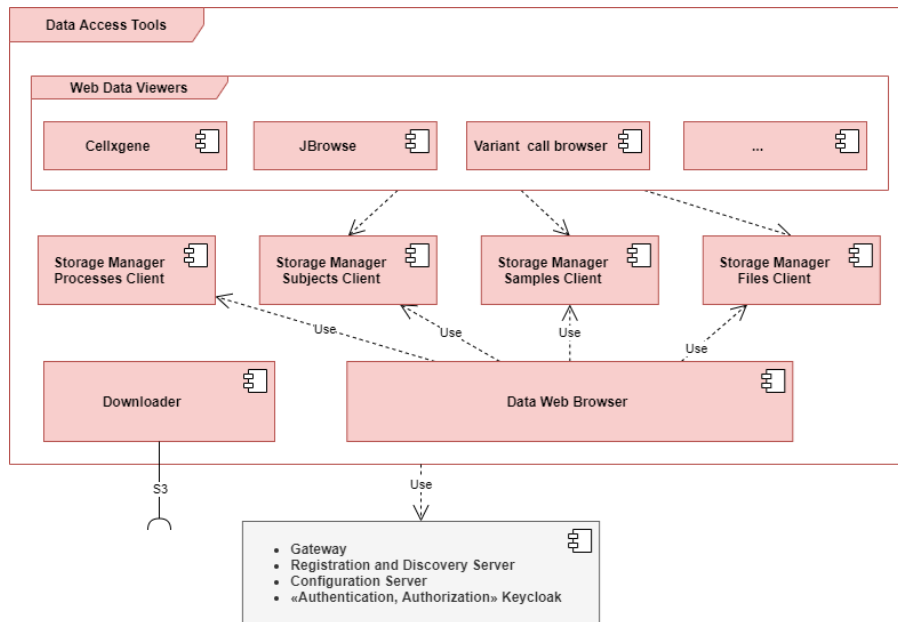 Data Access Tools
Web Data Viewers
Cellxgene
JBrowse
Variant call browser
...
Storage Manager
Processes Client
Storage Manager
Subjects Client
Storage Manager
Samples Client
Storage Manager
Files Client
Use
Use
Use
Use
Downloader
Data Web Browser
S3
Use
• Gateway
• Registration and Discovery Server
• Configuration Server
• «Authentication, Authorization» Keycloak